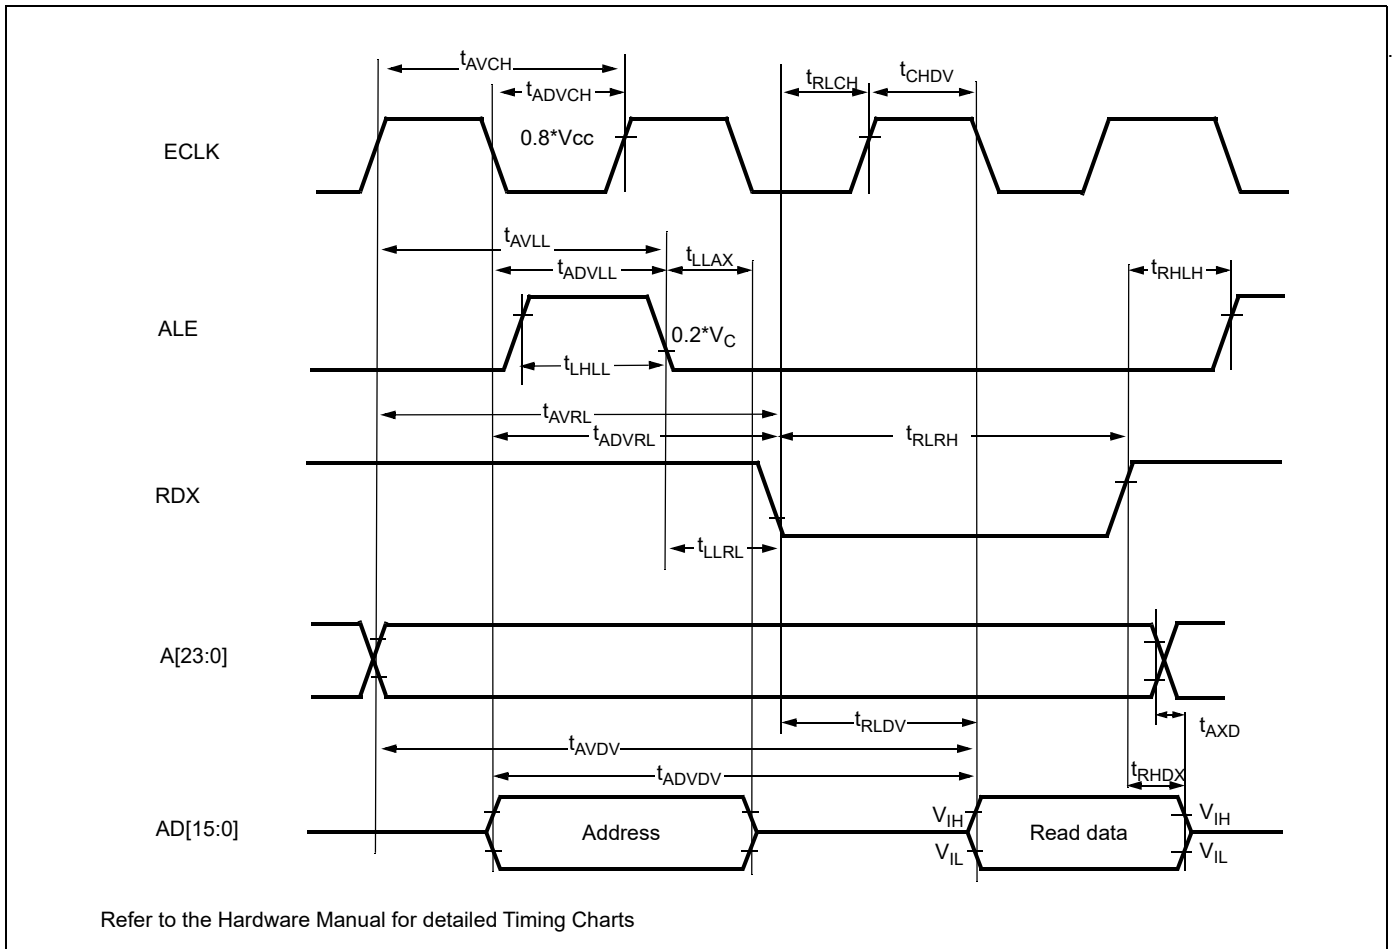 tAVCH
tADVCH
tRLCH
tCHDV
0.8*Vcc
ECLK
tAVLL
tADVLL
tLLAX
tRHLH
ALE
0.2*VC
tLHLL
tAVRL
tADVRL
tRLRH
RDX
tLLRL
A[23:0]
tRLDV
tAXD
tAVDV
tADVDV
tRHDX
AD[15:0]
Address
VIH
VIL
Read data
VIH
VIL
Refer to the Hardware Manual for detailed Timing Charts